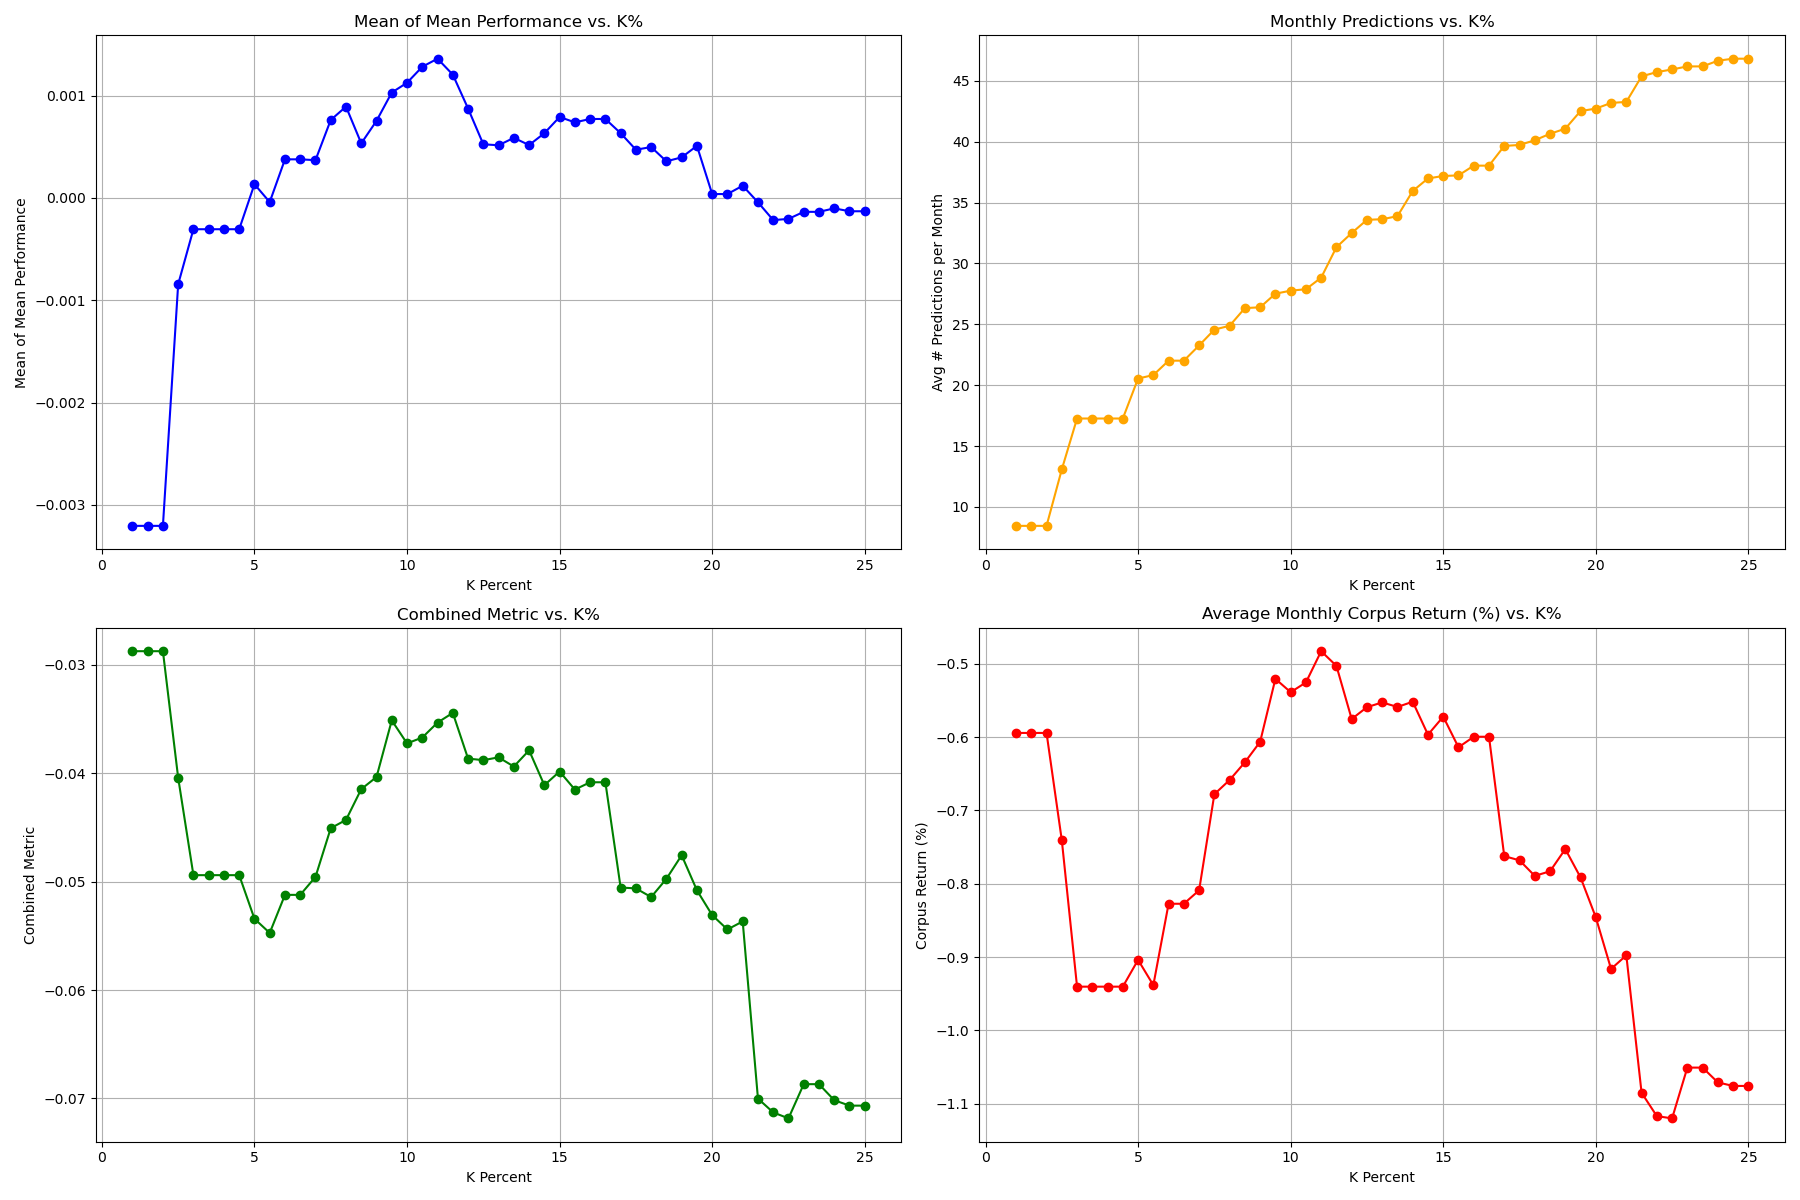 Mean of Mean Performance vs. K%
Mean of Mean Performance
0.001
0.000
−0.001
−0.002
−0.003
0 5 10 15 20 25
K Percent
Monthly Predictions vs. K%
Avg # Predictions per Month
45
40
35
30
25
20
15
10
0 5 10 15 20 25
K Percent
Combined Metric vs. K%
Combined Metric
−0.03
−0.04
−0.05
−0.06
−0.07
0 5 10 15 20 25
K Percent
Average Monthly Corpus Return (%) vs. K%
Corpus Return (%)
−0.5
−0.6
−0.7
−0.8
−0.9
−1.0
−1.1
0 5 10 15 20 25
K Percent